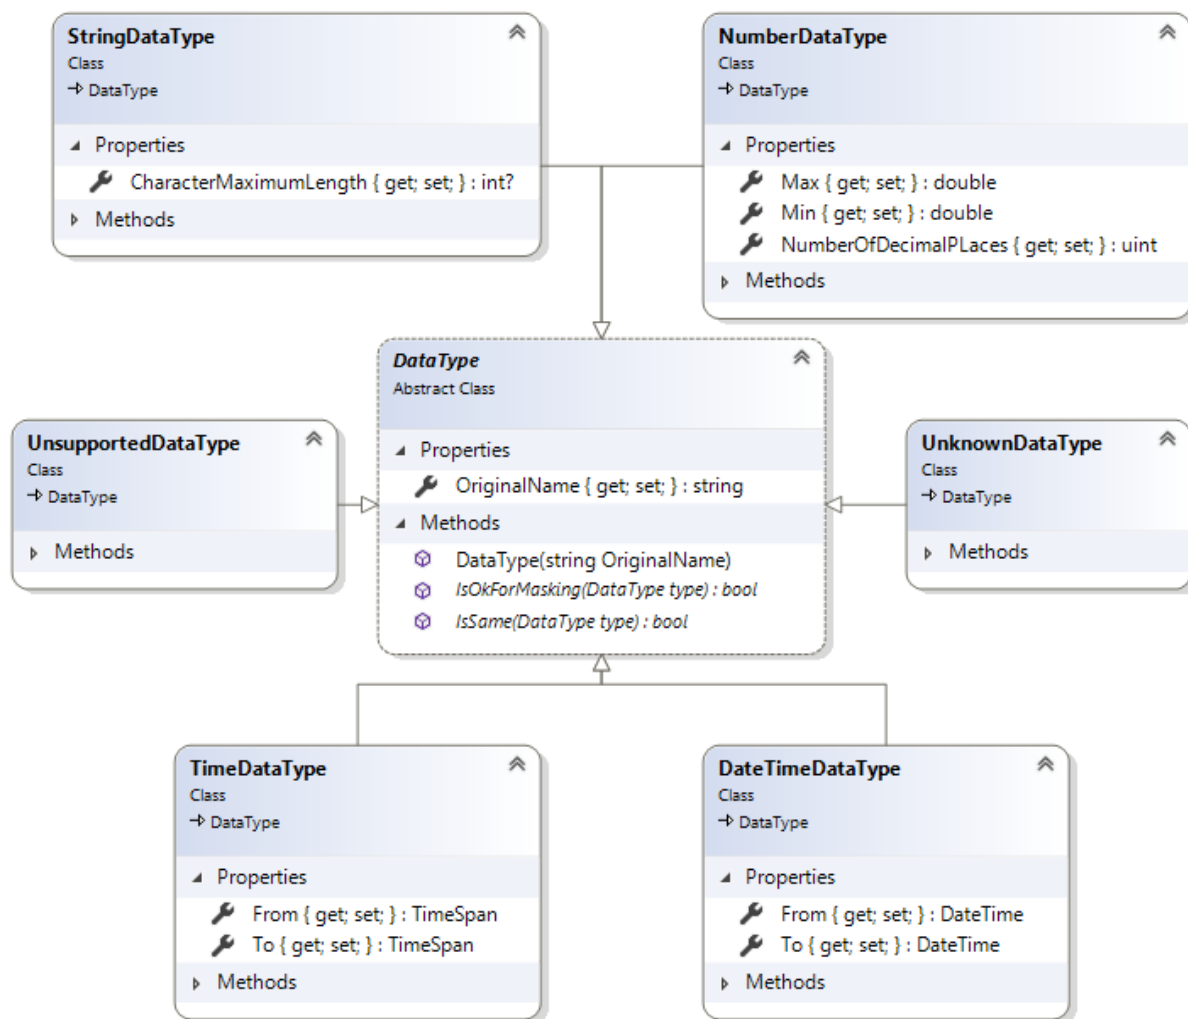 StringDataType
Class
DataType
Properties
CharacterMaximumLength { get; set; } : int?
Methods
NumberDataType
Class
DataType
Properties
Max { get; set; } : double
Min { get; set; } : double
NumberOfDecimalPLaces { get; set; } : uint
Methods
DataType
Abstract Class
Properties
OriginalName { get; set; } : string
Methods
DataType(string OriginalName)
IsOkForMasking(DataType type) : bool
IsSame(DataType type) : bool
UnsupportedDataType
Class
DataType
Methods
UnknownDataType
Class
DataType
Methods
TimeDataType
Class
DataType
Properties
From { get; set; } : TimeSpan
To { get; set; } : TimeSpan
Methods
DateTimeDataType
Class
DataType
Properties
From { get; set; } : DateTime
To { get; set; } : DateTime
Methods